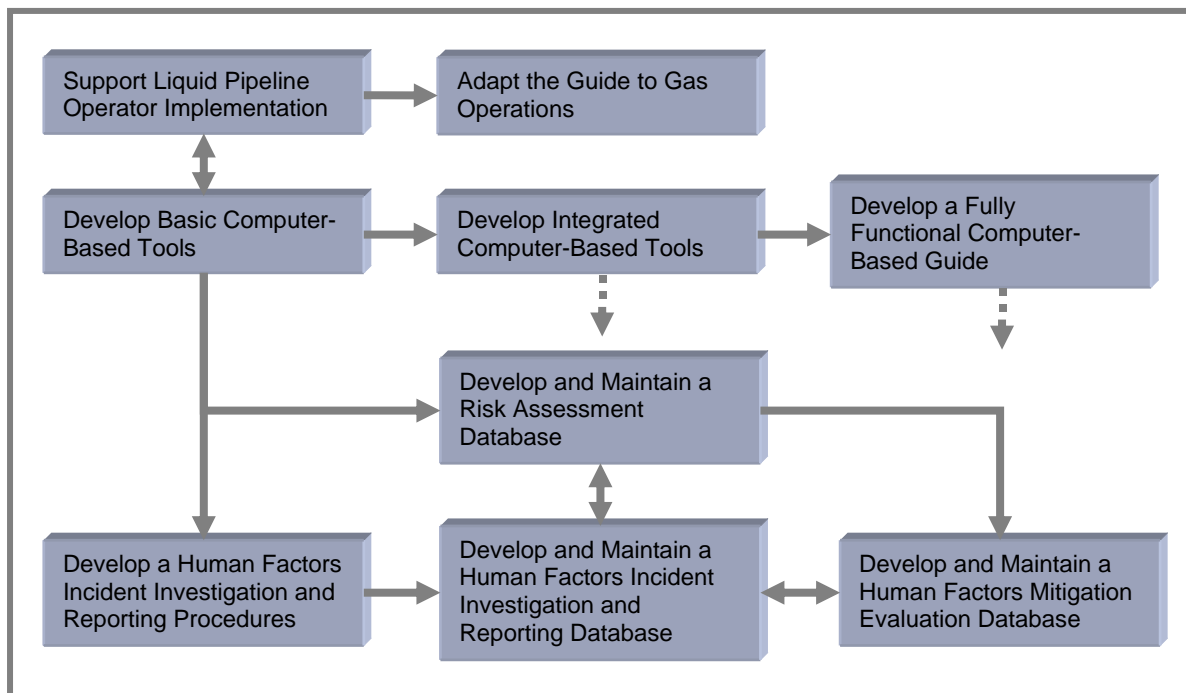 Support Liquid Pipeline
Operator Implementation
Adapt the Guide to Gas
Operations
Develop Basic Computer-
Based Tools
Develop Integrated
Computer-Based Tools
Develop a Fully
Functional Computer-
Based Guide
Develop and Maintain a
Risk Assessment
Database
Develop a Human Factors
Incident Investigation and
Reporting Procedures
Develop and Maintain a
Human Factors Incident
Investigation and
Reporting Database
Develop and Maintain a
Human Factors Mitigation
Evaluation Database